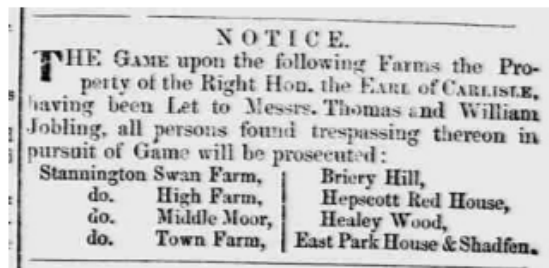 NOTICE.
THE GAME upon the following Farms the Pro-
perty of the Right Hon. the EARL of CARLISLE,
having been Let to Messrs. Thomas and William
Jobling, all persons found trespassing thereon in
pursuit of Game will be prosecuted:
Stannington Swan Farm,
do. High Farm,
do. Middle Moor,
do. Town Farm,
Briery Hill,
Hepscott Red House,
Healey Wood,
East Park House & Shadfen.